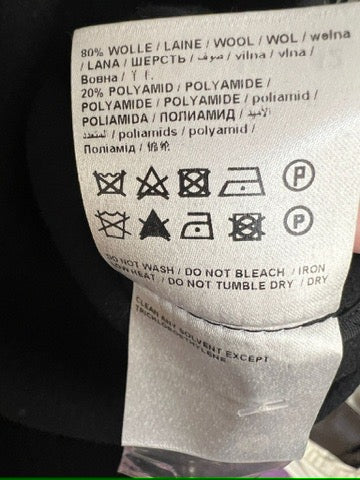 80% WOLLE / LAINE / WOOL / WOL / wełna
/ LANA / ШЕРСТЬ / صوف / vilna / vlna /
Вовна /
20% POLYAMID / POLYAMIDE /
POLYAMIDE / POLYAMIDE / poliamid /
POLIAMIDA / ПОЛИАМИД /
المتعدد / poliamids / polyamid /
Поліамід /
P
P
DO NOT WASH / DO NOT BLEACH / IRON
LOW HEAT / DO NOT TUMBLE DRY / DRY
CLEAN ANY SOLVENT EXCEPT
TRICHLOROETHYLENE